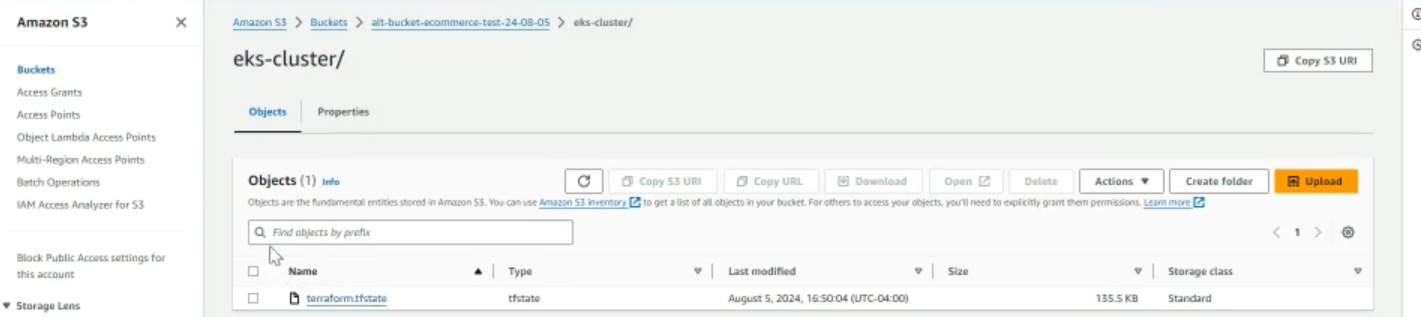 Amazon S3
Amazon S3 > Buckets > alt-bucket-ecommerce-test-24-08-05 > eks-cluster/
eks-cluster/
Copy S3 URI
Buckets
Access Grants
Access Points
Object Lambda Access Points
Multi-Region Access Points
Batch Operations
IAM Access Analyzer for S3
Block Public Access settings for
this account
Storage Lens
Objects Properties
Objects (1) Info
Copy S3 URI Copy URL Download Open Delete Actions Create folder Upload
Objects are the fundamental entities stored in Amazon S3. You can use Amazon S3 inventory to get a list of all objects in your bucket. For others to access your objects, you'll need to explicitly grant them permissions. Learn more
Find objects by prefix
< 1 >
Name Type Last modified Size Storage class
terraform.tfstate tfstate August 5, 2024, 16:50:04 (UTC-04:00) 135.5 KB Standard